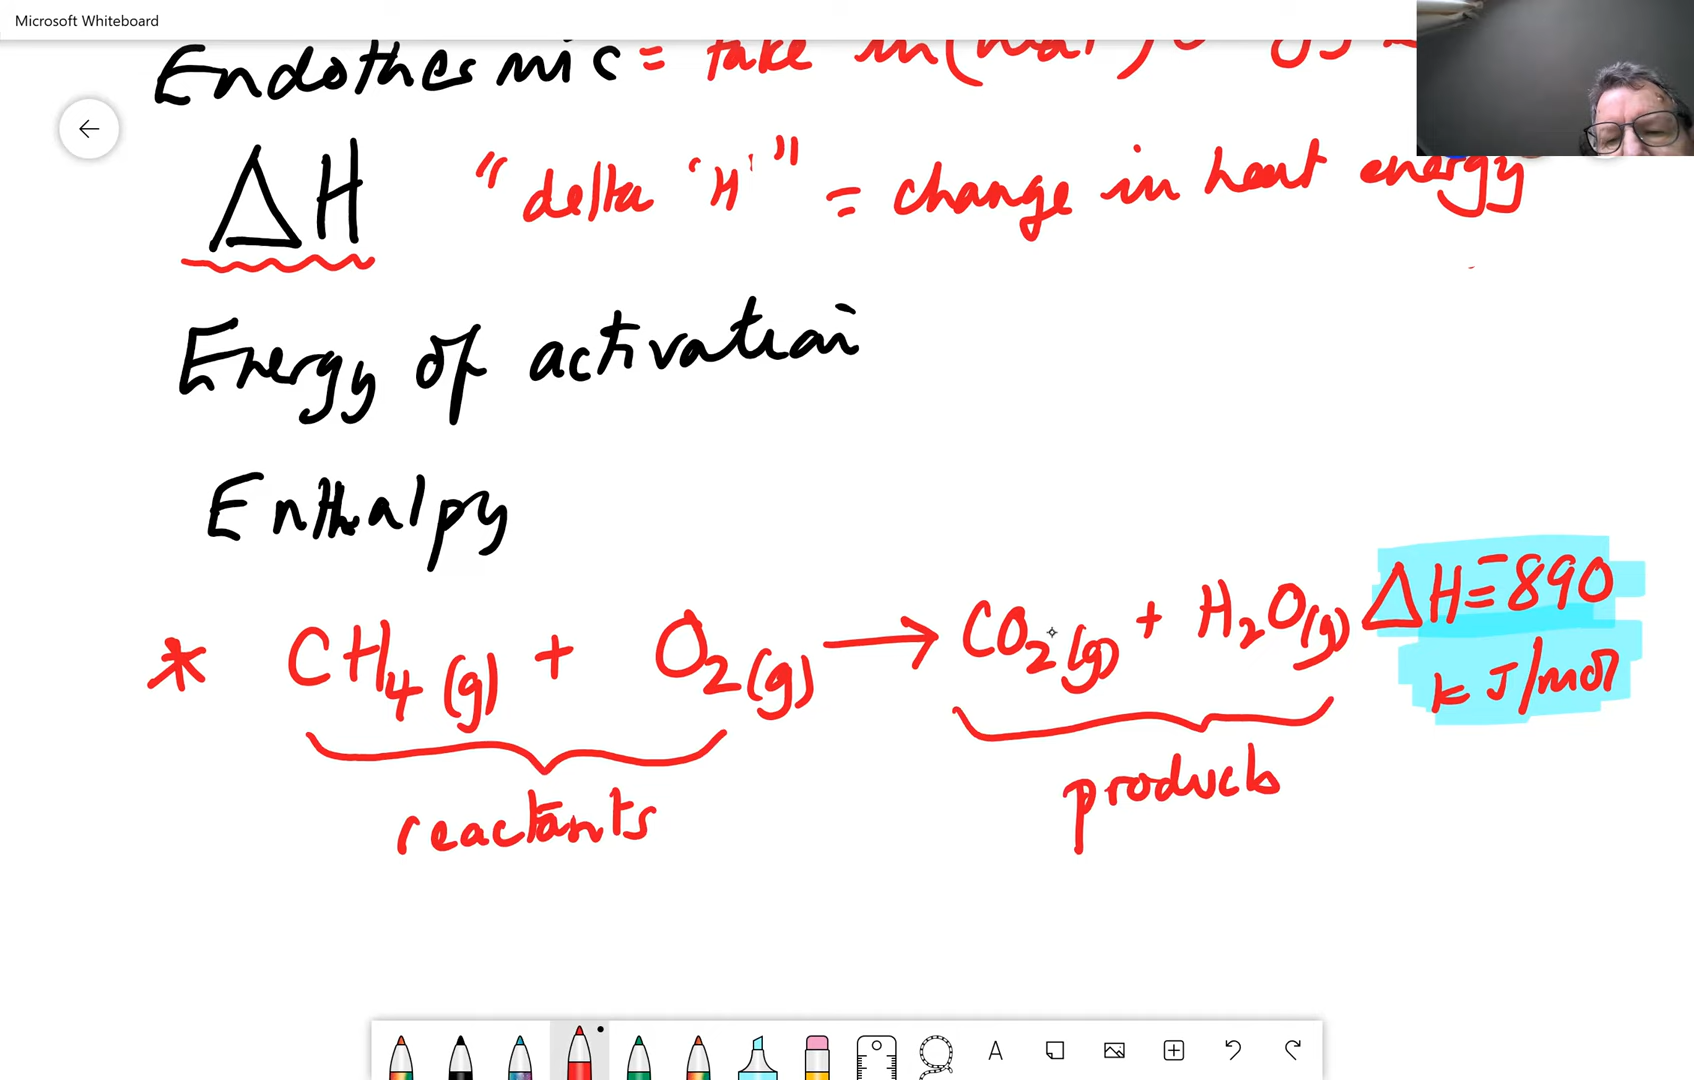 Microsoft Whiteboard
Endothermic = take in (heat)
ΔH "delta 'H'" = change in heat energy
Energy of activation
Enthalpy
* CH₄(g) + O₂(g) → CO₂(g) + H₂O(g) ΔH = -890
kJ/mol
reactants
products
A